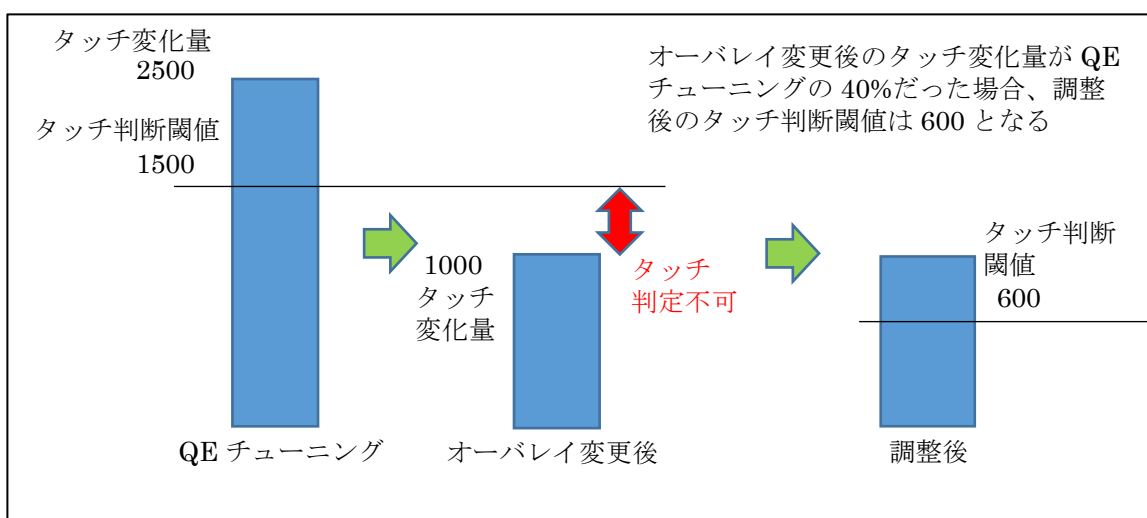 タッチ変化量
2500
タッチ判断閾値
1500
オーバレイ変更後のタッチ変化量が QE
チューニングの 40%だった場合、調整
後のタッチ判断閾値は 600 となる
1000
タッチ
変化量
タッチ
判定不可
タッチ判断
閾値
600
QE チューニング
オーバレイ変更後
調整後